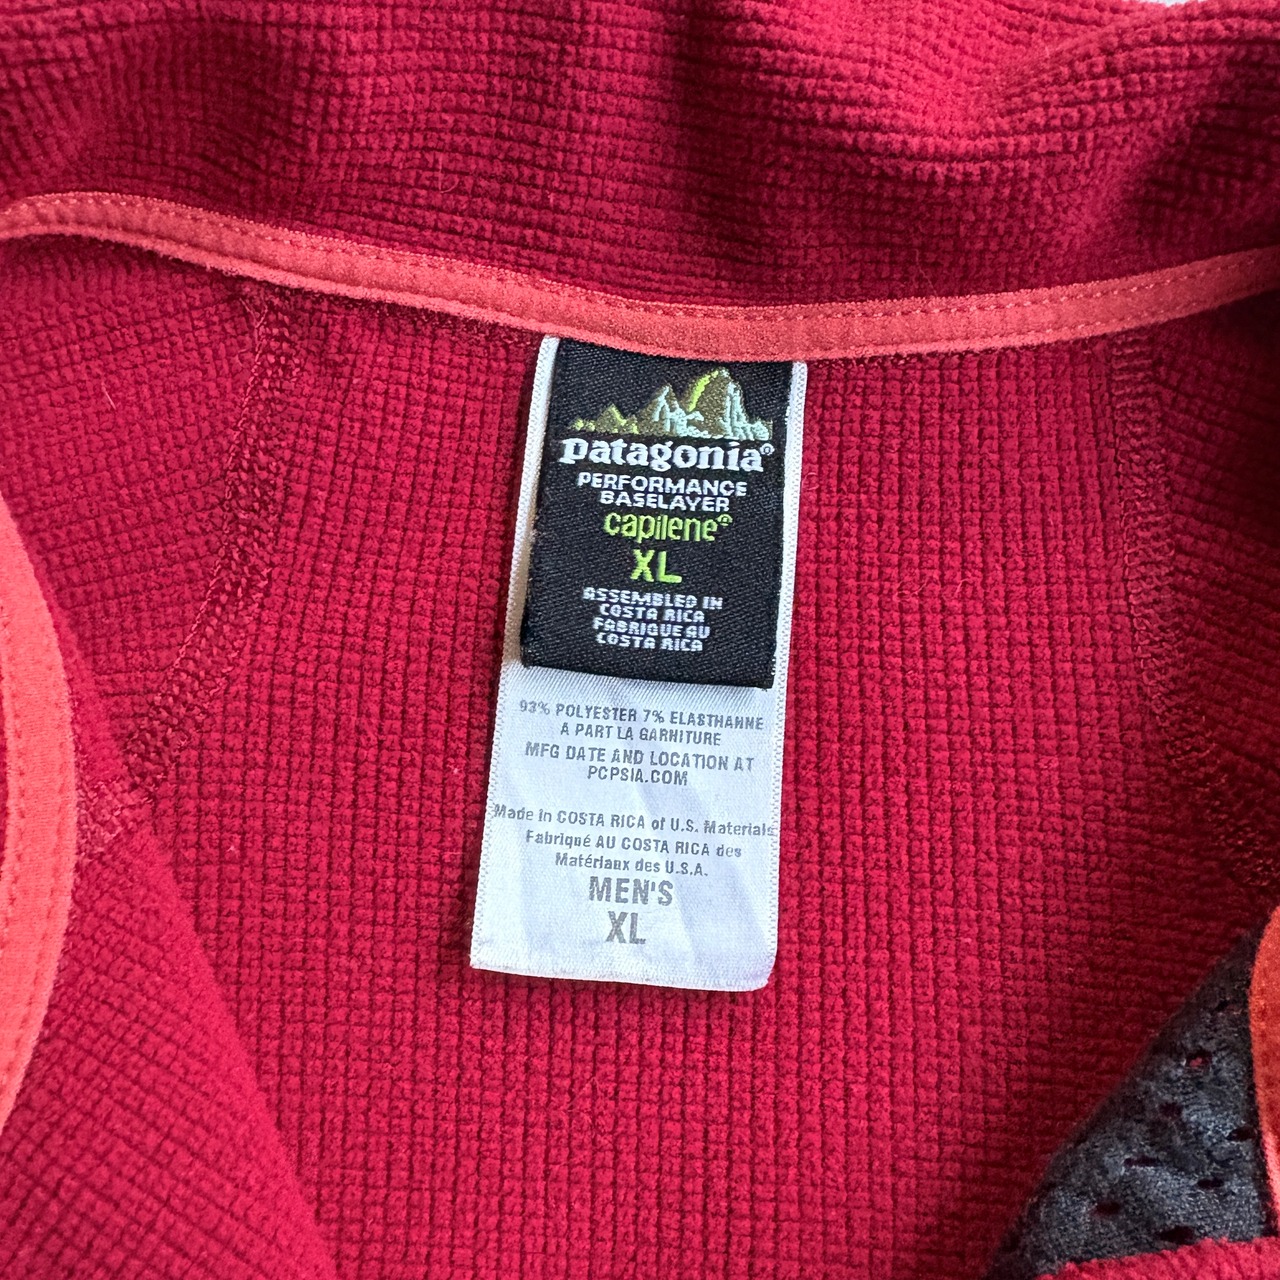 patagonia®
PERFORMANCE
BASELAYER
capilene®
XL
ASSEMBLED IN
COSTA RICA
FABRIQUE AU
COSTA RICA
93% POLYESTER 7% ELASTHANNE
A PART LA GARNITURE
MFG DATE AND LOCATION AT
PCPSIA.COM
Made in COSTA RICA of U.S. Materials
Fabriqué AU COSTA RICA des
Matériaux des U.S.A.
MEN'S
XL